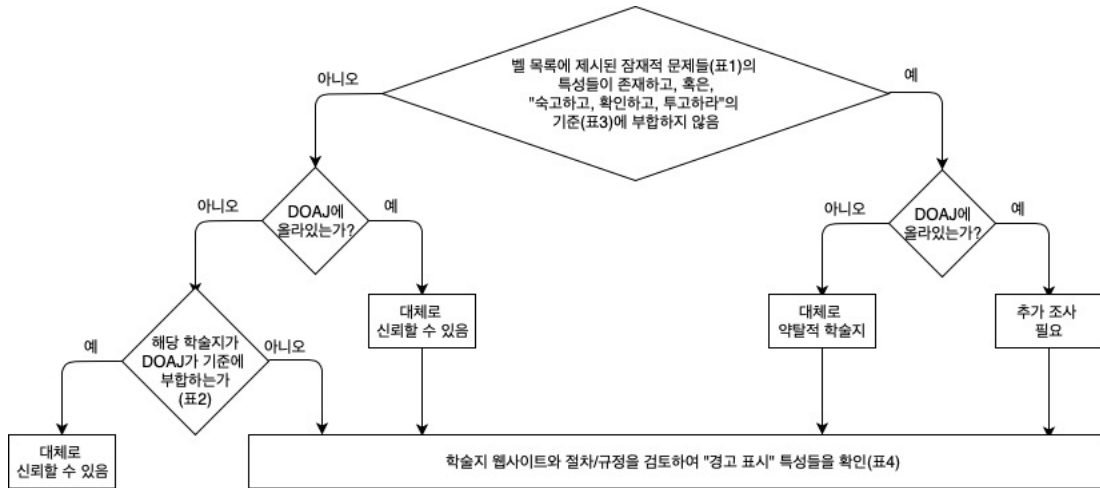 벨 목록에 제시된 잠재적 문제들(표1)의
특성들이 존재하고, 혹은,
"숙고하고, 확인하고, 투고하라"의
기준(표3)에 부합하지 않음
아니오
예
DOAJ에
올라있는가?
아니오
예
DOAJ에
올라있는가?
아니오
예
해당 학술지가
DOAJ가 기준에
부합하는가
(표2)
예
아니오
대체로
신뢰할 수 있음
대체로
약탈적 학술지
추가 조사
필요
대체로
신뢰할 수 있음
학술지 웹사이트와 절차/규정을 검토하여 "경고 표시" 특성들을 확인(표4)